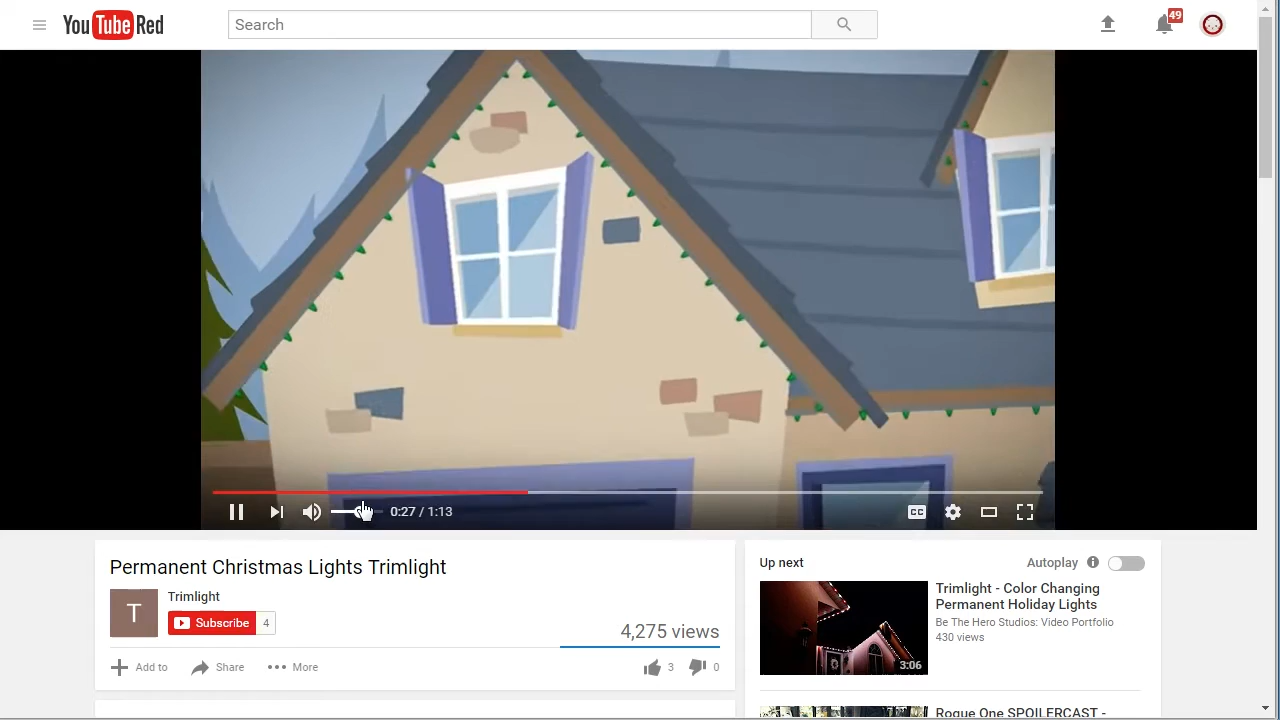 YouTube Red
Search
49
0:27 / 1:13
CC
Permanent Christmas Lights Trimlight
T
Trimlight
Subscribe 4
4,275 views
Add to Share More
3 0
Up next
Autoplay
Trimlight - Color Changing
Permanent Holiday Lights
Be The Hero Studios: Video Portfolio
430 views
3:06
Rogue One SPOILERCAST -